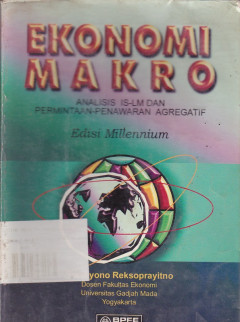 EKONOMI
MAKRO
ANALISIS IS-LM DAN
PERMINTAAN-PENAWARAN AGREGATIF
Edisi Millennium
yono Reksoprayitno
Dosen Fakultas Ekonomi
Universitas Gadjah Mada
Yogyakarta
BPFE